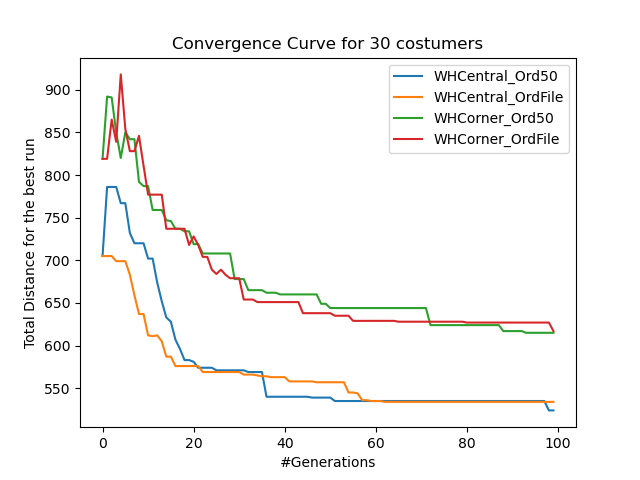 Convergence Curve for 30 costumers
WHCentral_Ord50
WHCentral_OrdFile
WHCorner_Ord50
WHCorner_OrdFile
Total Distance for the best run
900
850
800
750
700
650
600
550
0 20 40 60 80 100
#Generations